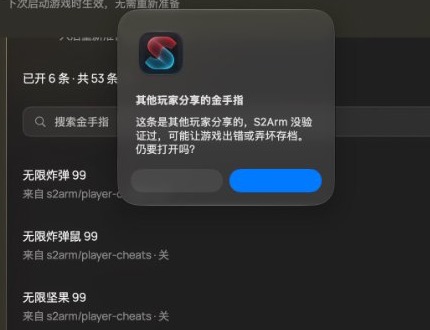 下次启动游戏时生效，无需重新准备
已开 6 条 · 共 53 条
搜索金手指
其他玩家分享的金手指
这条是其他玩家分享的，S2Arm 没验
证过，可能让游戏出错或弄坏存档。
仍要打开吗？
无限炸弹 99
来自 s2arm/player-c
无限炸弹鼠 99
来自 s2arm/player-cheats · 关
无限坚果 99
来自 s2arm/player-cheats · 关